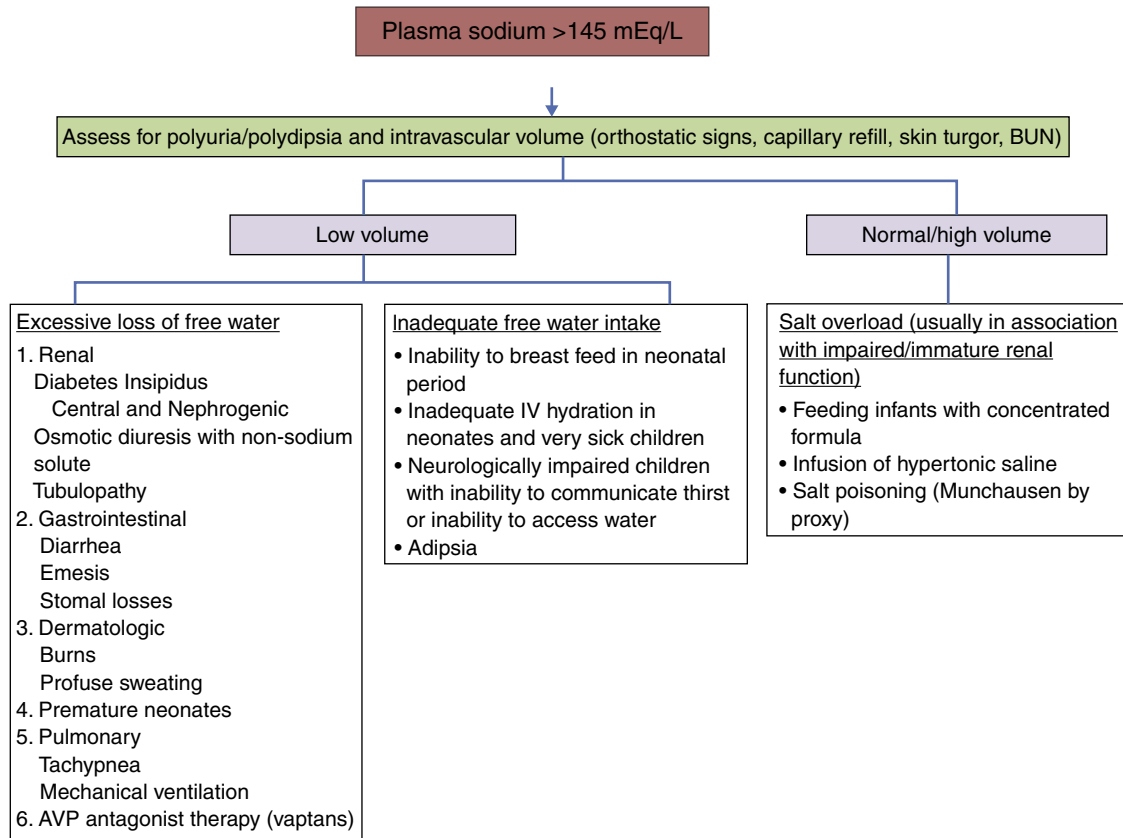 Plasma sodium >145 mEq/L
Assess for polyuria/polydipsia and intravascular volume (orthostatic signs, capillary refill, skin turgor, BUN)
Low volume
Normal/high volume
Excessive loss of free water
1. Renal
Diabetes Insipidus
Central and Nephrogenic
Osmotic diuresis with non-sodium
solute
Tubulopathy
2. Gastrointestinal
Diarrhea
Emesis
Stomal losses
3. Dermatologic
Burns
Profuse sweating
4. Premature neonates
5. Pulmonary
Tachypnea
Mechanical ventilation
6. AVP antagonist therapy (vaptans)
Inadequate free water intake
• Inability to breast feed in neonatal
period
• Inadequate IV hydration in
neonates and very sick children
• Neurologically impaired children
with inability to communicate thirst
or inability to access water
• Adipsia
Salt overload (usually in association
with impaired/immature renal
function)
• Feeding infants with concentrated
formula
• Infusion of hypertonic saline
• Salt poisoning (Munchausen by
proxy)